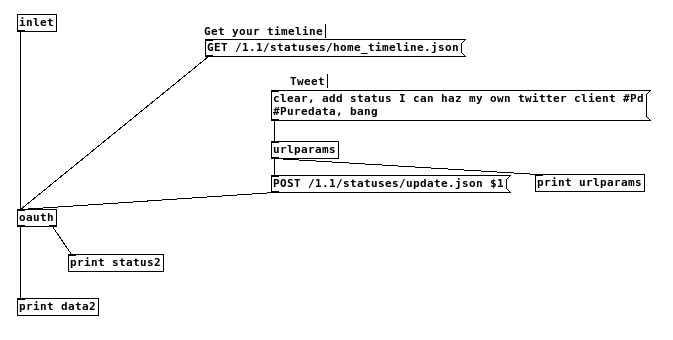 inlet
Get your timeline
GET /1.1/statuses/home_timeline.json
Tweet
clear, add status I can haz my own twitter client #Pd
#Puredata, bang
urlparams
POST /1.1/statuses/update.json $1
print urlparams
oauth
print status2
print data2